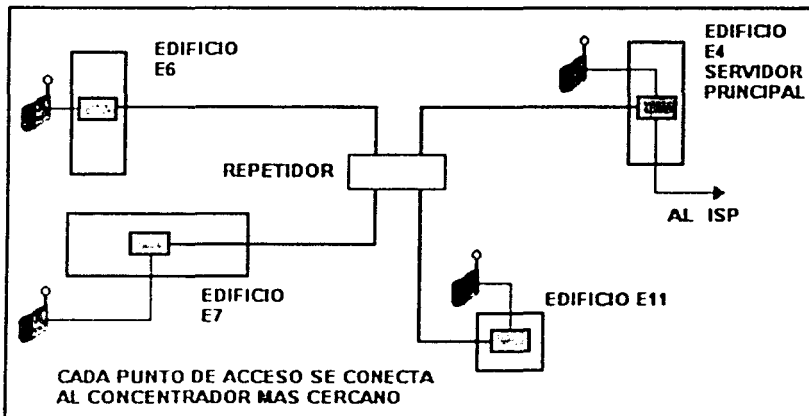 EDIFICIO
E6
EDIFICIO
E4
SERVIDOR
PRINCIPAL
REPETIDOR
AL ISP
EDIFICIO
E7
EDIFICIO E11
CADA PUNTO DE ACCESO SE CONECTA
AL CONCENTRADOR MAS CERCANO